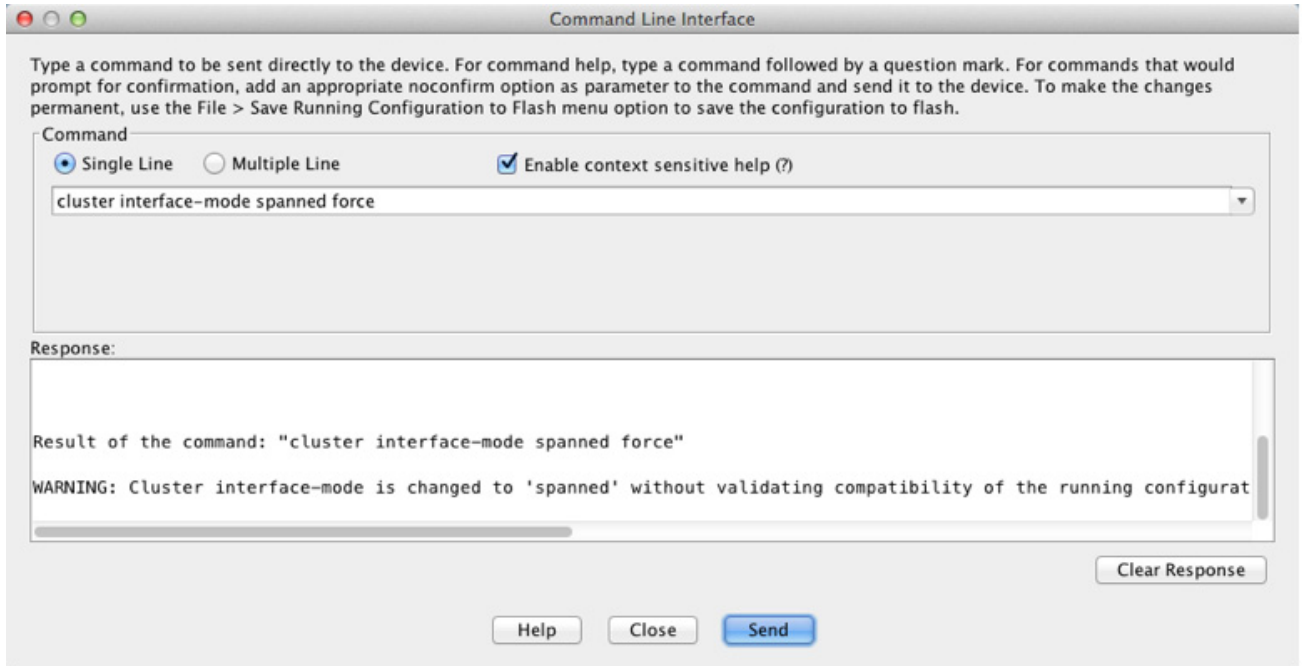 Command Line Interface
Type a command to be sent directly to the device. For command help, type a command followed by a question mark. For commands that would
prompt for confirmation, add an appropriate noconfirm option as parameter to the command and send it to the device. To make the changes
permanent, use the File > Save Running Configuration to Flash menu option to save the configuration to flash.
Command
Single Line Multiple Line Enable context sensitive help (?)
cluster interface-mode spanned force
Response:
Result of the command: "cluster interface-mode spanned force"
WARNING: Cluster interface-mode is changed to 'spanned' without validating compatibility of the running configurat
Clear Response
Help Close Send